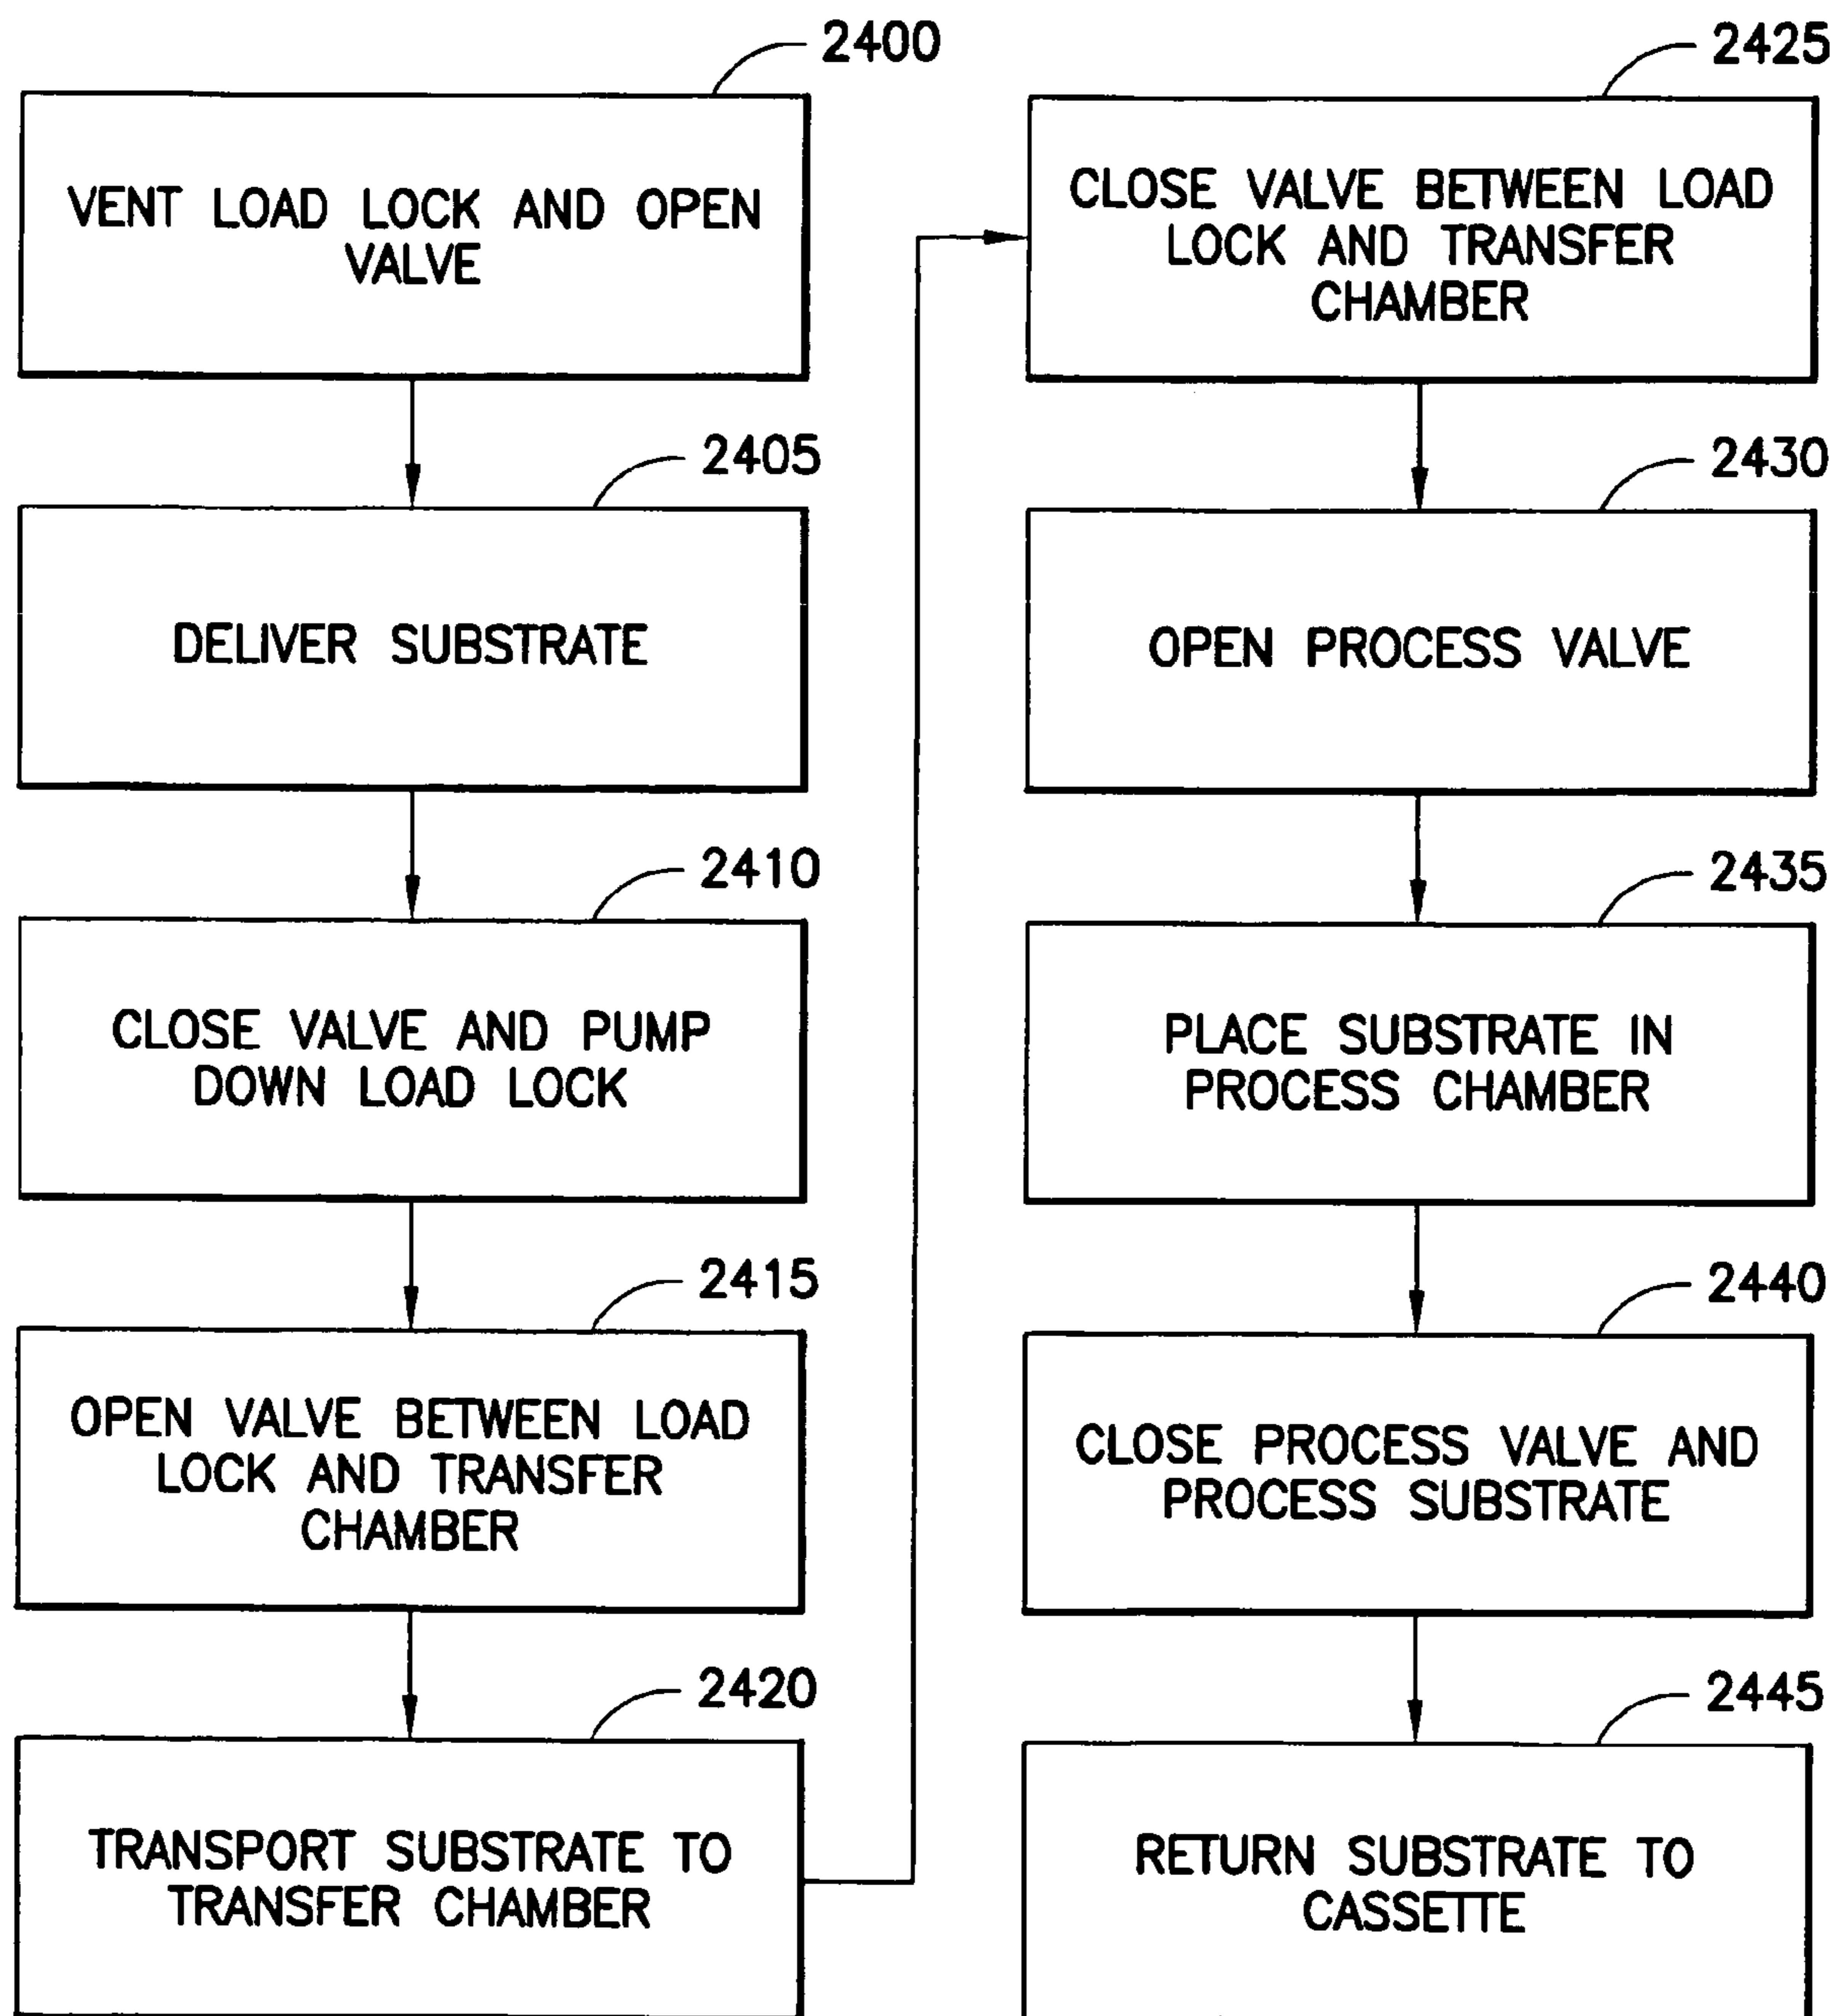 2400
VENT LOAD LOCK AND OPEN
VALVE
2405
DELIVER SUBSTRATE
2410
CLOSE VALVE AND PUMP
DOWN LOAD LOCK
2415
OPEN VALVE BETWEEN LOAD
LOCK AND TRANSFER
CHAMBER
2420
TRANSPORT SUBSTRATE TO
TRANSFER CHAMBER
2425
CLOSE VALVE BETWEEN LOAD
LOCK AND TRANSFER
CHAMBER
2430
OPEN PROCESS VALVE
2435
PLACE SUBSTRATE IN
PROCESS CHAMBER
2440
CLOSE PROCESS VALVE AND
PROCESS SUBSTRATE
2445
RETURN SUBSTRATE TO
CASSETTE